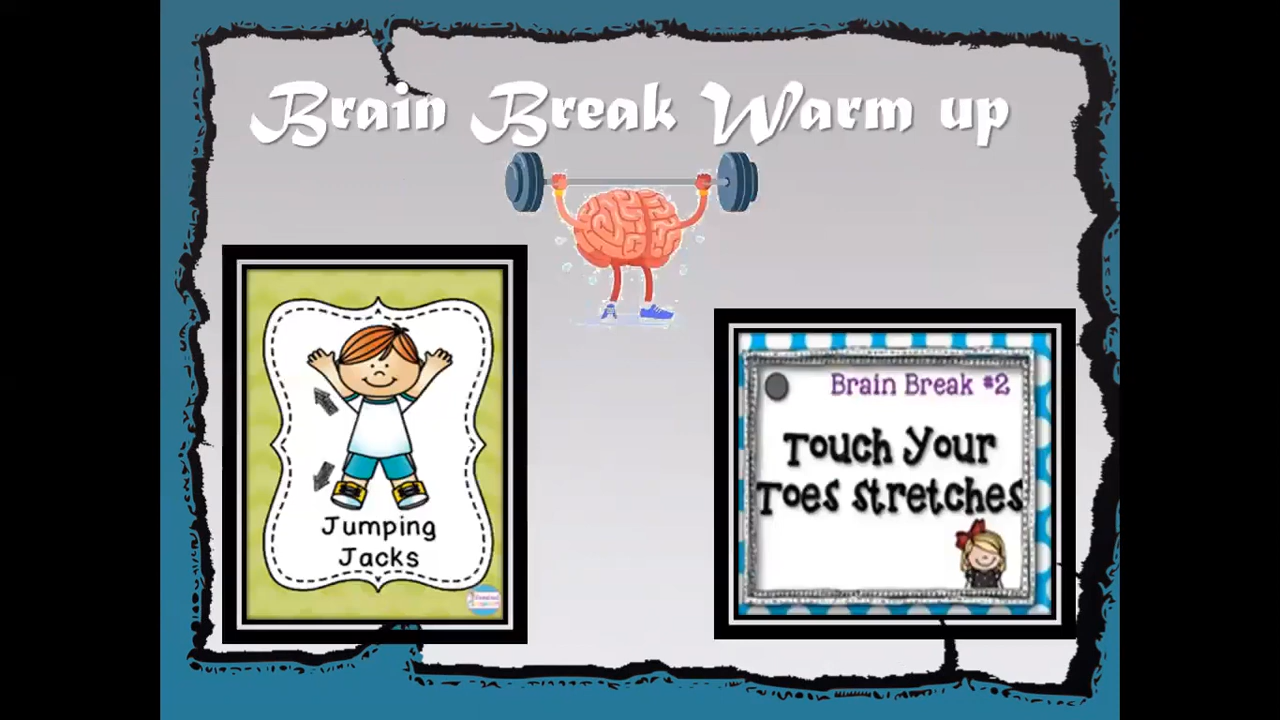 Brain Break Warm up
Jumping
Jacks
Brain Break #2
Touch Your
Toes stretches